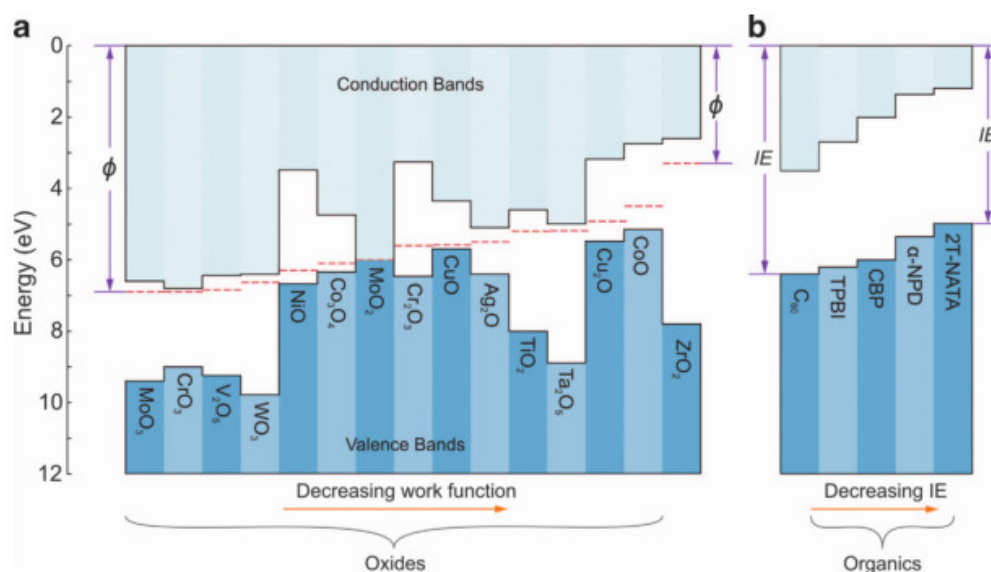 a
b
0
2
4
6
8
10
12
Energy (eV)
ϕ
Conduction Bands
ϕ
MoO₃
CrO₃
V₂O₅
WO₃
NiO
Co₃O₄
MoO₂
Cr₂O₃
CuO
Ag₂O
TiO₂
Ta₂O₅
Cu₂O
CoO
ZrO₂
Valence Bands
Decreasing work function
Oxides
IE
IE
C₆₀
TPBI
CBP
α-NPD
2T-NATA
Decreasing IE
Organics